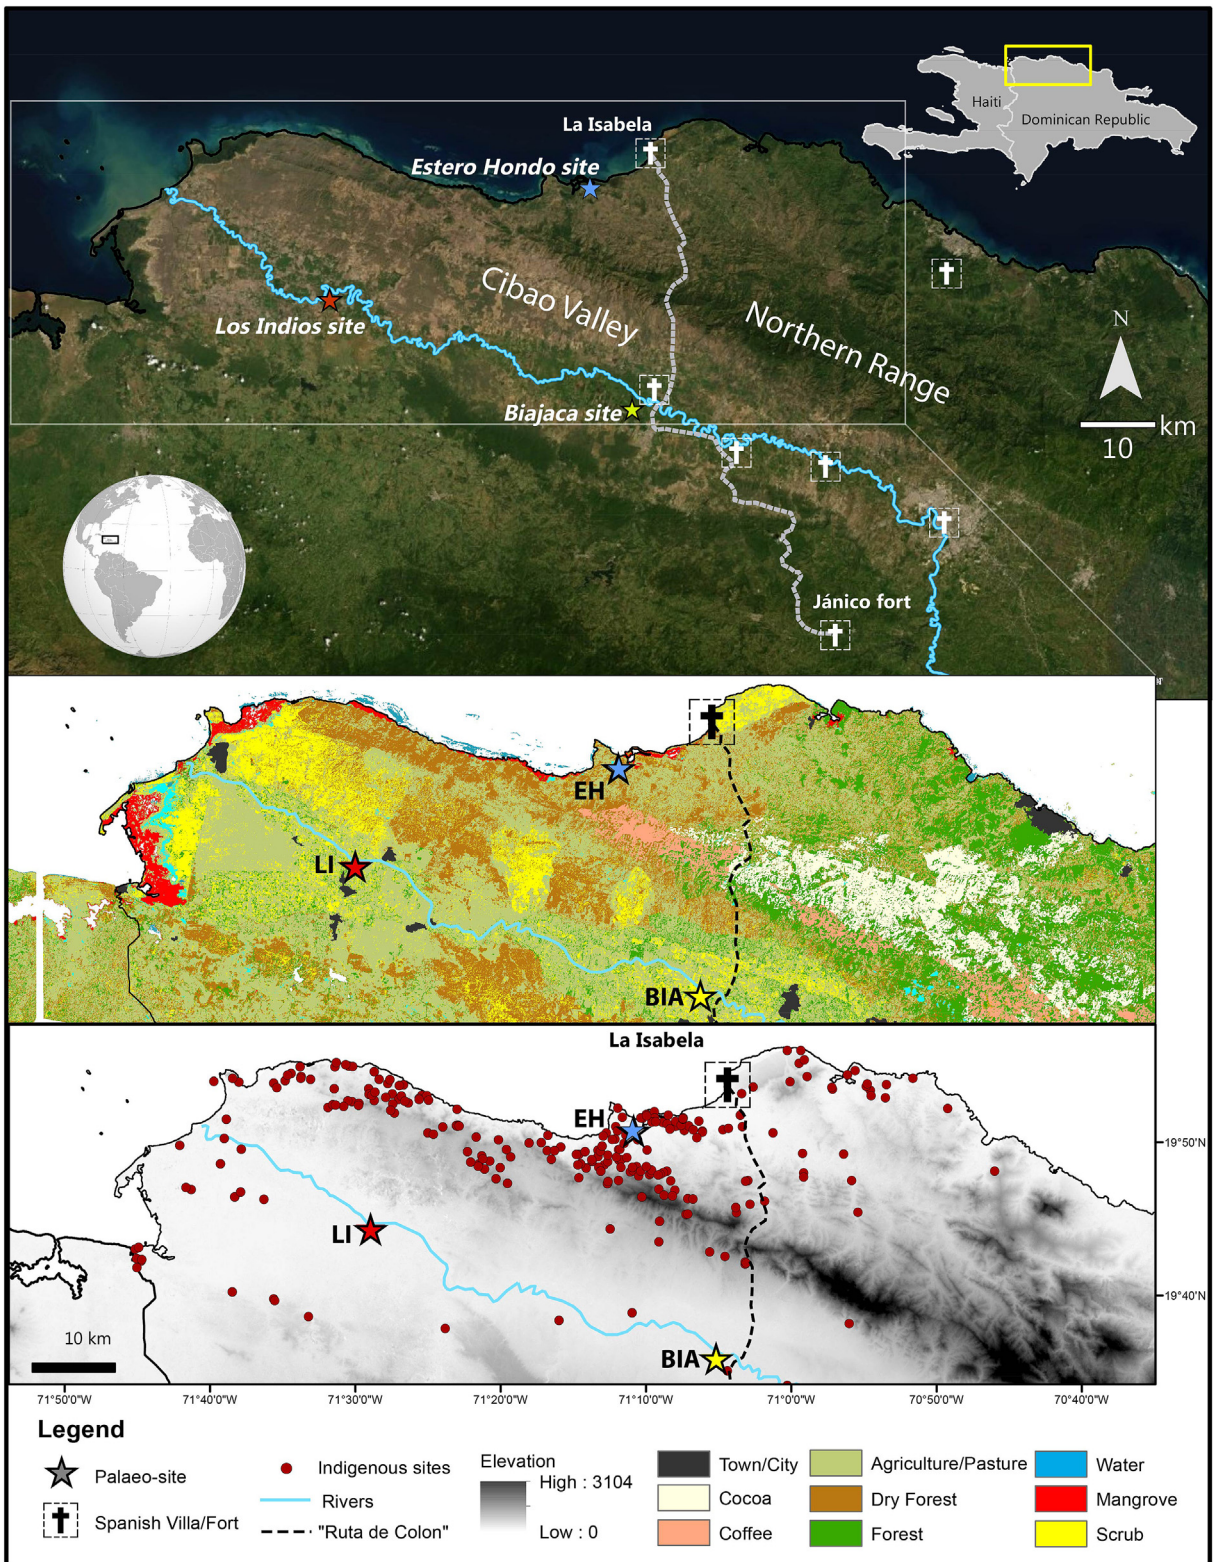 Haiti
Dominican Republic
La Isabela
Estero Hondo site
Cibao Valley
Northern Range
Los Indios site
Biajaca site
N
km
10
Jánico fort
EH
LI
BIA
La Isabela
EH
LI
BIA
19°50'N
19°40'N
10 km
71°50'0"W
71°40'0"W
71°30'0"W
71°20'0"W
71°10'0"W
71°0'0"W
70°50'0"W
70°40'0"W
Legend
Palaeo-site
Spanish Villa/Fort
Indigenous sites
Rivers
"Ruta de Colon"
Elevation
High : 3104
Low : 0
Town/City
Cocoa
Coffee
Agriculture/Pasture
Dry Forest
Forest
Water
Mangrove
Scrub